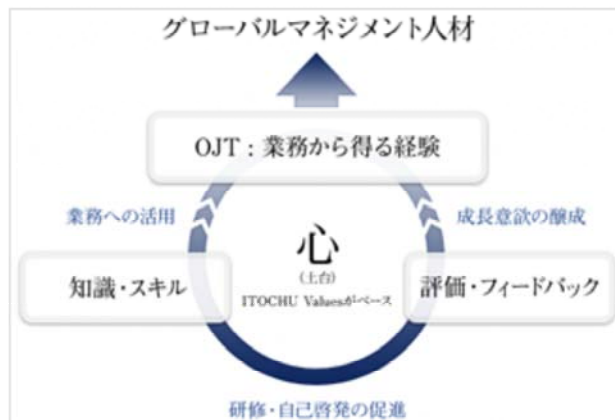 グローバルマネジメント人材
OJT：業務から得る経験
業務への活用
成長意欲の醸成
心
(土台)
ITOCHU Valuesがベース
知識・スキル
評価・フィードバック
研修・自己啓発の促進